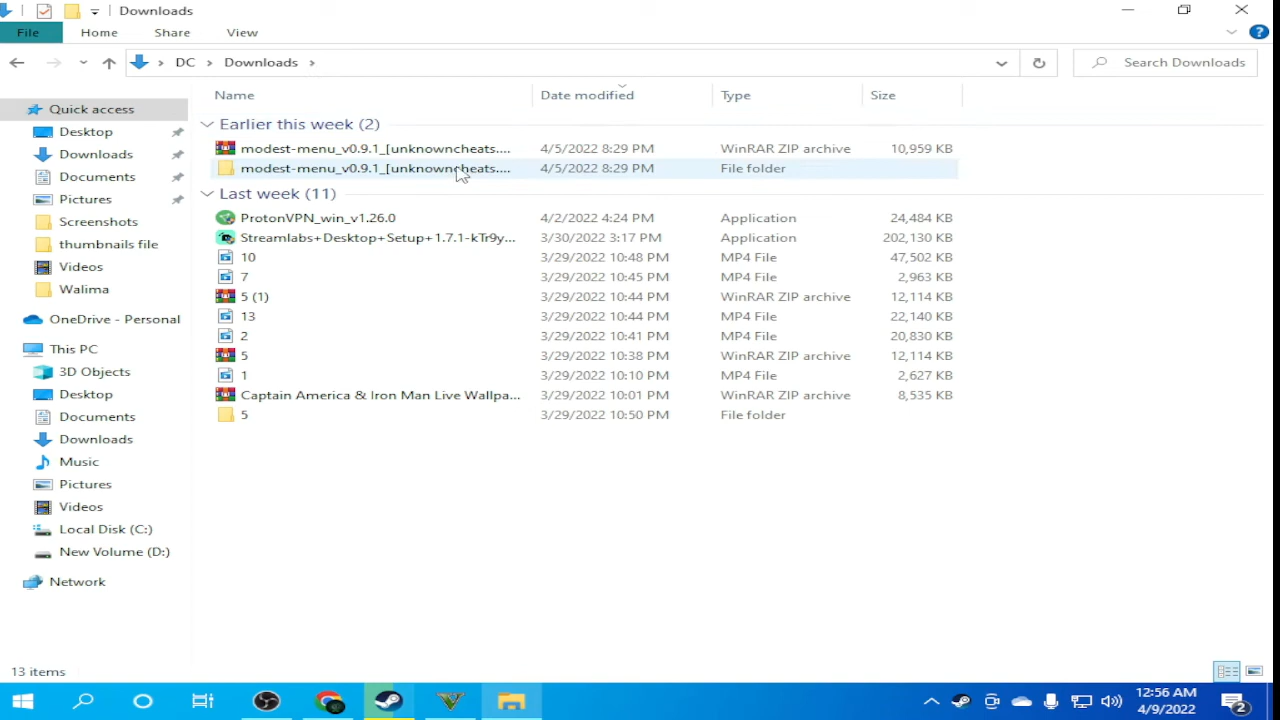 Downloads
File Home Share View
DC Downloads Search Downloads
Name Date modified Type Size
Quick access
Desktop
Downloads
Documents
Pictures
Screenshots
thumbnails file
Videos
Walima
OneDrive - Personal
This PC
3D Objects
Desktop
Documents
Downloads
Music
Pictures
Videos
Local Disk (C:)
New Volume (D:)
Network
Earlier this week (2)
modest-menu_v0.9.1_[unknowncheats.... 4/5/2022 8:29 PM WinRAR ZIP archive 10,959 KB
modest-menu_v0.9.1_[unknowncheats.... 4/5/2022 8:29 PM File folder
Last week (11)
ProtonVPN_win_v1.26.0 4/2/2022 4:24 PM Application 24,484 KB
Streamlabs+Desktop+Setup+1.7.1-kTr9y... 3/30/2022 3:17 PM Application 202,130 KB
10 3/29/2022 10:48 PM MP4 File 47,502 KB
7 3/29/2022 10:45 PM MP4 File 2,963 KB
5 (1) 3/29/2022 10:44 PM WinRAR ZIP archive 12,114 KB
13 3/29/2022 10:44 PM MP4 File 22,140 KB
2 3/29/2022 10:41 PM MP4 File 20,830 KB
5 3/29/2022 10:38 PM WinRAR ZIP archive 12,114 KB
1 3/29/2022 10:10 PM MP4 File 2,627 KB
Captain America & Iron Man Live Wallpa... 3/29/2022 10:01 PM WinRAR ZIP archive 8,535 KB
5 3/29/2022 10:50 PM File folder
13 items
12:56 AM
4/9/2022
2